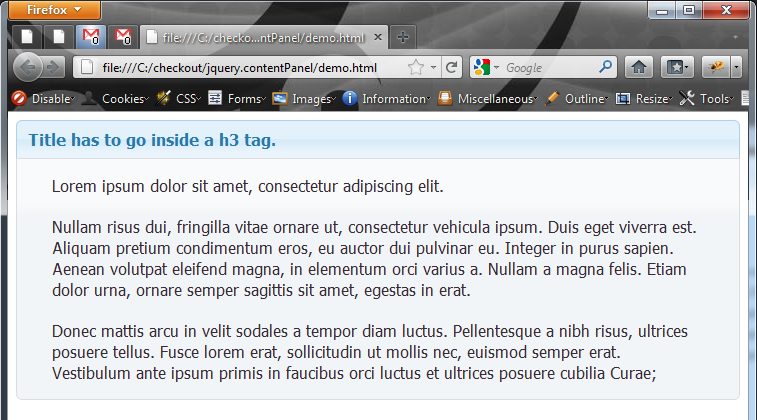 Firefox
0
0
file:///C:/checko...ntPanel/demo.html
file:///C:/checkout/jquery.contentPanel/demo.html
Google
Disable Cookies CSS Forms Images Information Miscellaneous Outline Resize Tools
Title has to go inside a h3 tag.
Lorem ipsum dolor sit amet, consectetur adipiscing elit.
Nullam risus dui, fringilla vitae ornare ut, consectetur vehicula ipsum. Duis eget viverra est.
Aliquam pretium condimentum eros, eu auctor dui pulvinar eu. Integer in purus sapien.
Aenean volutpat eleifend magna, in elementum orci varius a. Nullam a magna felis. Etiam
dolor urna, ornare semper sagittis sit amet, egestas in erat.
Donec mattis arcu in velit sodales a tempor diam luctus. Pellentesque a nibh risus, ultrices
posuere tellus. Fusce lorem erat, sollicitudin ut mollis nec, euismod semper erat.
Vestibulum ante ipsum primis in faucibus orci luctus et ultrices posuere cubilia Curae;